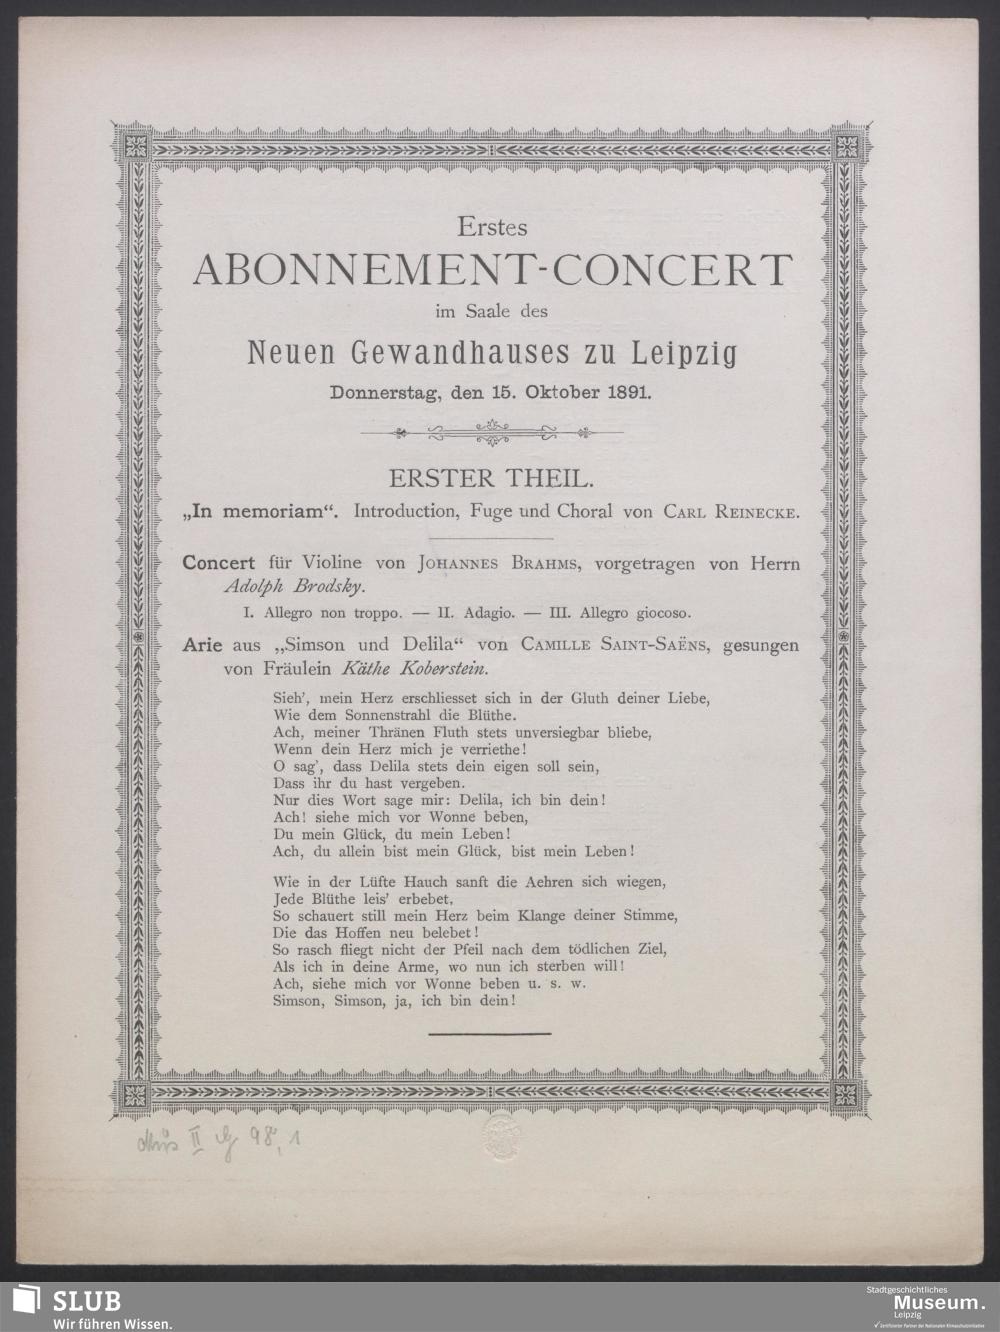 Erstes
ABONNEMENT-CONCERT
im Saale des
Neuen Gewandhauses zu Leipzig
Donnerstag, den 15. Oktober 1891.
ERSTER THEIL.
„In memoriam“. Introduction, Fuge und Choral von CARL REINECKE.
Concert für Violine von JOHANNES BRAHMS, vorgetragen von Herrn
Adolph Brodsky.
I. Allegro non troppo. — II. Adagio. — III. Allegro giocoso.
Arie aus „Simson und Delila“ von CAMILLE SAINT-SAËNS, gesungen
von Fräulein Käthe Koberstein.
Sieh', mein Herz erschliesset sich in der Gluth deiner Liebe,
Wie dem Sonnenstrahl die Blüthe.
Ach, meiner Thränen Fluth stets unversiegbar bliebe,
Wenn dein Herz mich je verriethe!
O sag', dass Delila stets dein eigen soll sein,
Dass ihr du hast vergeben.
Nur dies Wort sage mir: Delila, ich bin dein!
Ach! siehe mich vor Wonne beben,
Du mein Glück, du mein Leben!
Ach, du allein bist mein Glück, bist mein Leben!
Wie in der Lüfte Hauch sanft die Aehren sich wiegen,
Jede Blüthe leis' erbebet,
So schauert still mein Herz beim Klange deiner Stimme,
Die das Hoffen neu belebet!
So rasch fliegt nicht der Pfeil nach dem tödlichen Ziel,
Als ich in deine Arme, wo nun ich sterben will!
Ach, siehe mich vor Wonne beben u. s. w.
Simson, Simson, ja, ich bin dein!
II 98, 1
SLUB
Wir führen Wissen.
Stadtgeschichtliches
Museum.
Leipzig
Zertifizierter Partner der Nationalen Klimaschutzinitiative